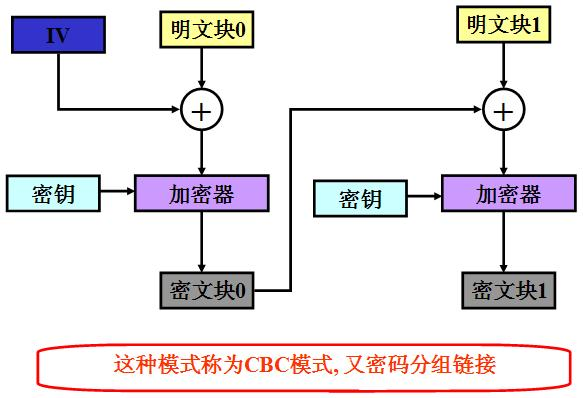 IV
明文块0
明文块1
+
+
密钥
加密器
密钥
加密器
密文块0
密文块1
这种模式称为CBC模式, 又密码分组链接